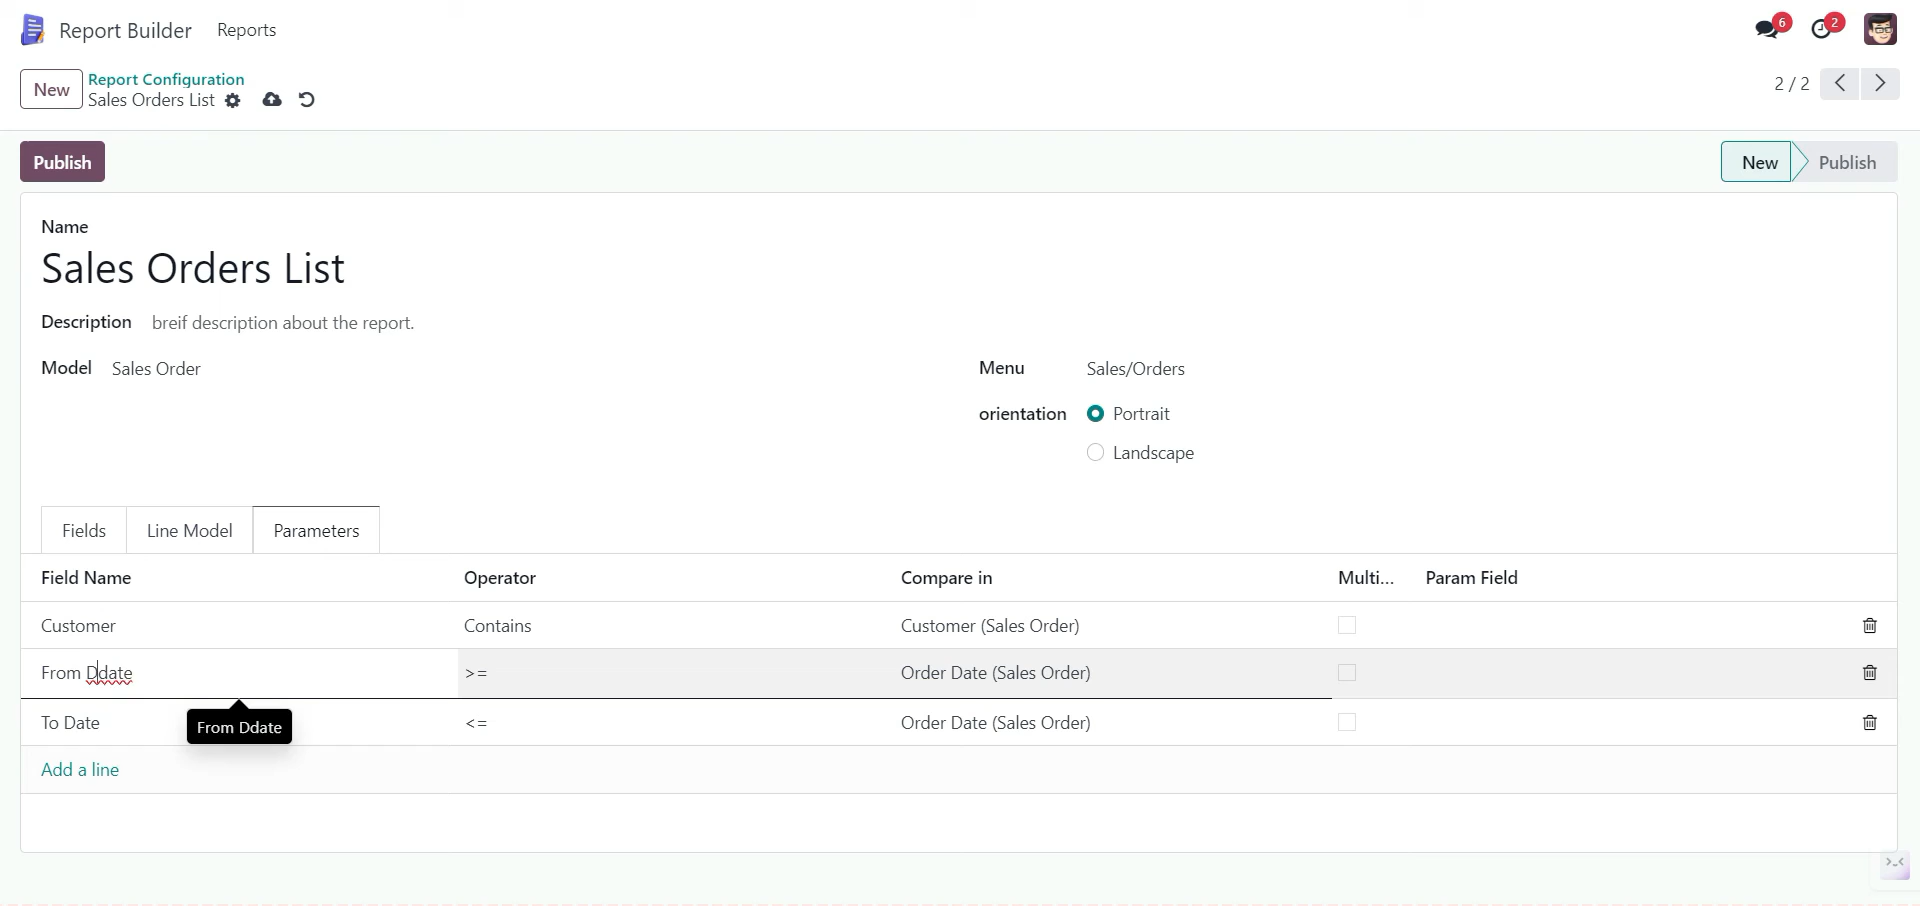 Report Builder Reports 6 2
New Report Configuration
Sales Orders List 2 / 2
Publish New Publish
Name
Sales Orders List
Description breif description about the report.
Model Sales Order Menu Sales/Orders
orientation Portrait
Landscape
Fields Line Model Parameters
Field Name Operator Compare in Multi... Param Field
Customer Contains Customer (Sales Order)
From Ddate >= Order Date (Sales Order)
To Date <= Order Date (Sales Order)
From Ddate
Add a line